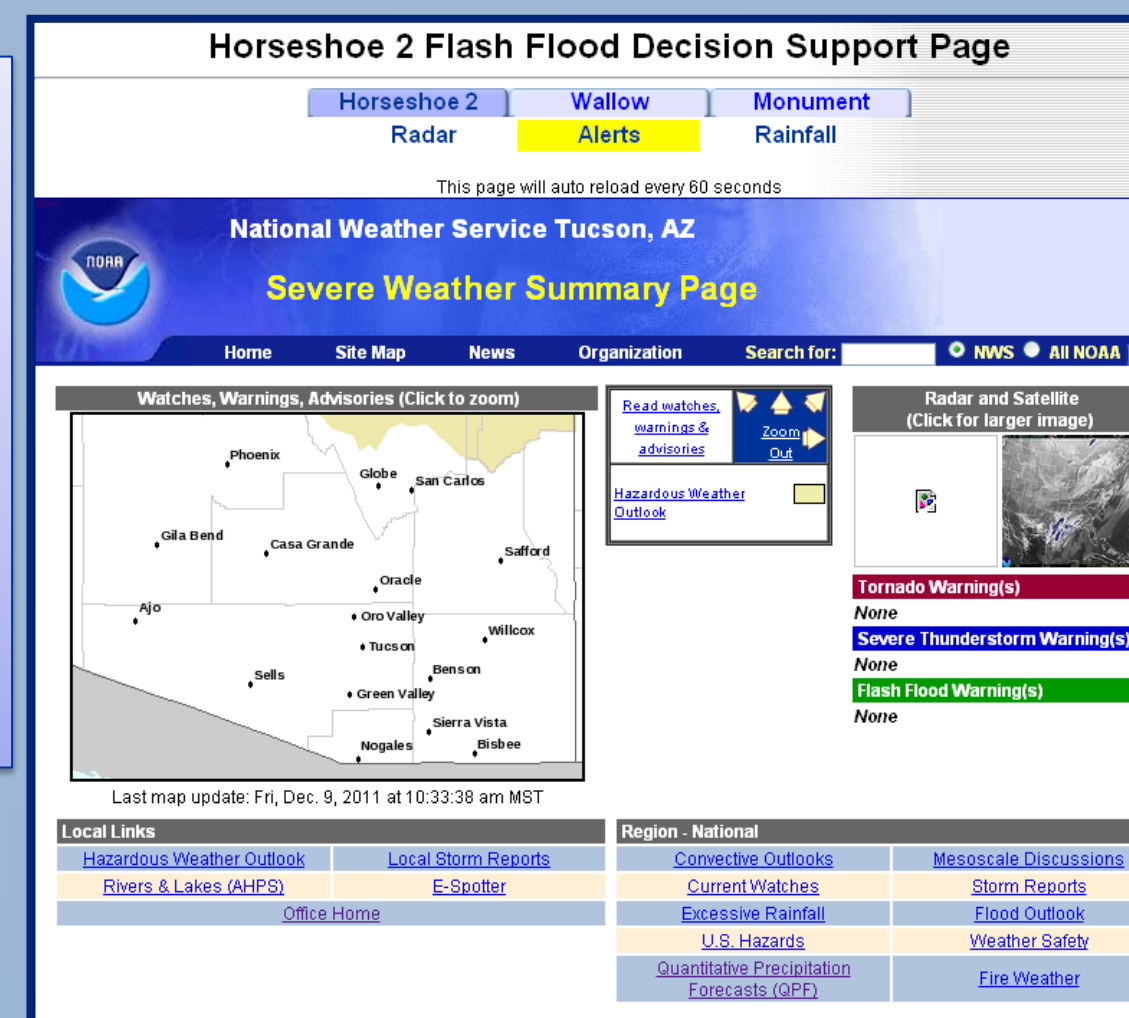 Horseshoe 2 Flash Flood Decision Support Page
Horseshoe 2 Wallow Monument
Radar Alerts Rainfall
This page will auto reload every 60 seconds
National Weather Service Tucson, AZ
NOAA
Severe Weather Summary Page
Home Site Map News Organization Search for: NWS All NOAA
Watches, Warnings, Advisories (Click to zoom)
Phoenix
Globe
San Carlos
Gila Bend
Casa Grande
Safford
Oracle
Ajo
Oro Valley
Willcox
Tucson
Benson
Sells
Green Valley
Sierra Vista
Nogales
Bisbee
Last map update: Fri, Dec. 9, 2011 at 10:33:38 am MST
Read watches,
warnings &
advisories
Zoom
Out
Hazardous Weather
Outlook
Radar and Satellite
(Click for larger image)
Tornado Warning(s)
None
Severe Thunderstorm Warning(s)
None
Flash Flood Warning(s)
None
Local Links
Hazardous Weather Outlook Local Storm Reports
Rivers & Lakes (AHPS) E-Spotter
Office Home
Region - National
Convective Outlooks Mesoscale Discussions
Current Watches Storm Reports
Excessive Rainfall Flood Outlook
U.S. Hazards Weather Safety
Quantitative Precipitation
Forecasts (QPF)
Fire Weather